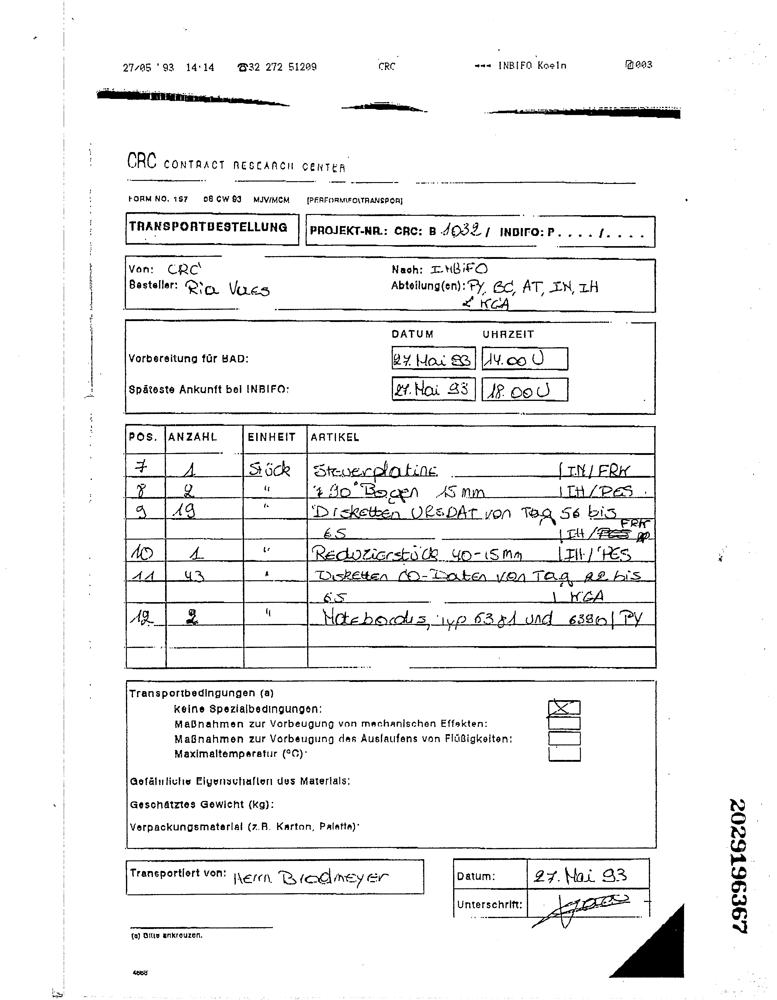 27/05 '93 14:14 ☎32 272 51209 CRC --- INBIFO Koeln 003
CRC CONTRACT RESEARCH CENTER
FORM NO. 197 06 CW 93 MJV/MCM [PERFORM\FO\TRANSPOR]
TRANSPORTBESTELLUNG PROJEKT-NR.: CRC: B 1032 / INBIFO: P . . . . / . . . .
Von: CRC Nach: INBIFO
Besteller: Ria Vues Abteilung(en): PY, BC, AT, IN, IH
& KGA
DATUM UHRZEIT
Vorbereitung für BAD: 27. Mai 93 14.00 U
Späteste Ankunft bei INBIFO: 27. Mai 93 18.00 U
POS. ANZAHL EINHEIT ARTIKEL
7 1 Stück Steuerplatine | IN/FRK
8 2 " 90° Bogen 15 mm | IH/PES
9 19 " Disketten URSDAT von Tag 56 bis
65 | IH/ FRK
10 1 " Reduzierstück 40-15 mm | IH/PES
11 43 " Disketten CO-Daten von Tag 22 bis
65 | KGA
12 2 " Notebooks, typ 6381 und | PY
Transportbedingungen (a)
Keine Spezialbedingungen: X
Maßnahmen zur Vorbeugung von mechanischen Effekten:
Maßnahmen zur Vorbeugung des Auslaufens von Flüßigkeiten:
Maximaltemperatur (°C):
Gefährliche Eigenschaften des Materials:
Geschätztes Gewicht (kg):
Verpackungsmaterial (z.B. Karton, Palette):
Transportiert von: Herrn Brodmeyer Datum: 27. Mai 93
Unterschrift:
(a) Bitte ankreuzen.
4668
2029196367